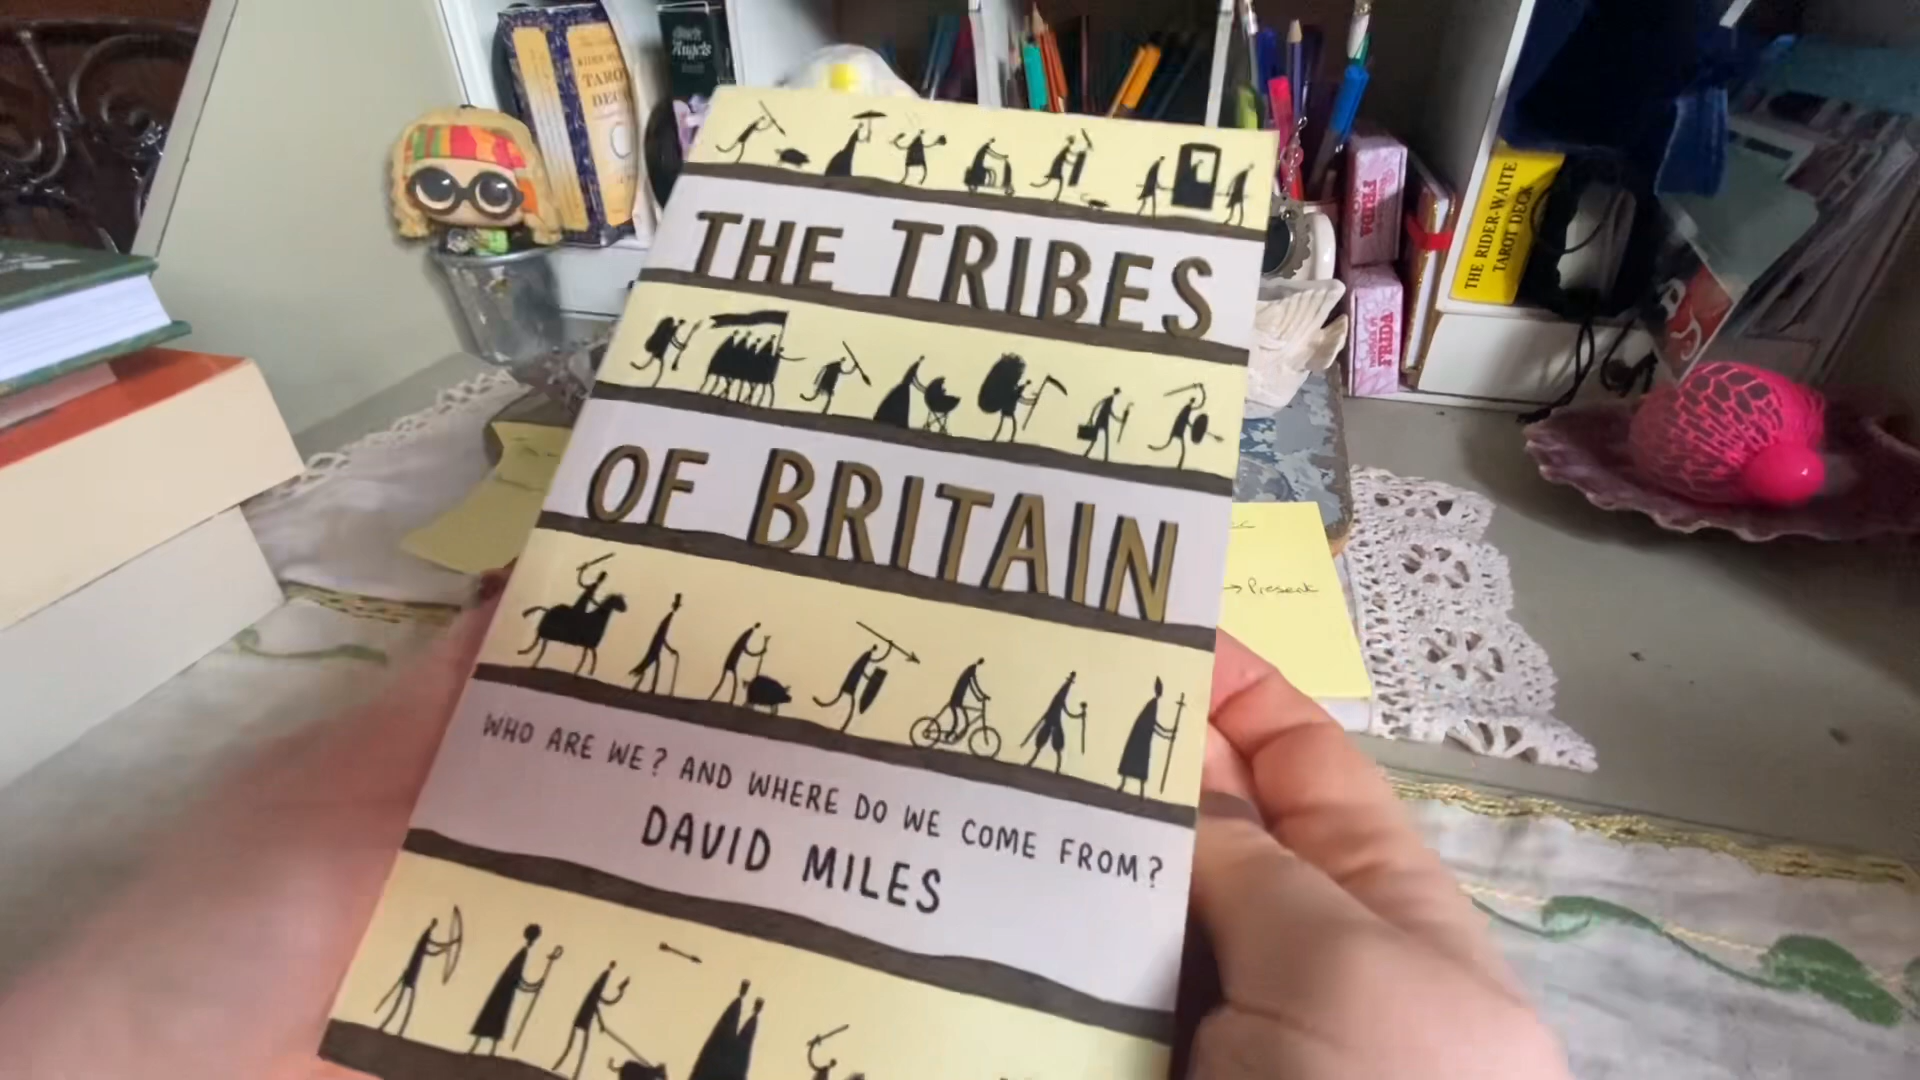 THE TRIBES
OF BRITAIN
WHO ARE WE? AND WHERE DO WE COME FROM?
DAVID MILES
TAROT
DECK
Angels
FRIDA
FRIDA
THE RIDER-WAITE
TAROT DECK
→ Present